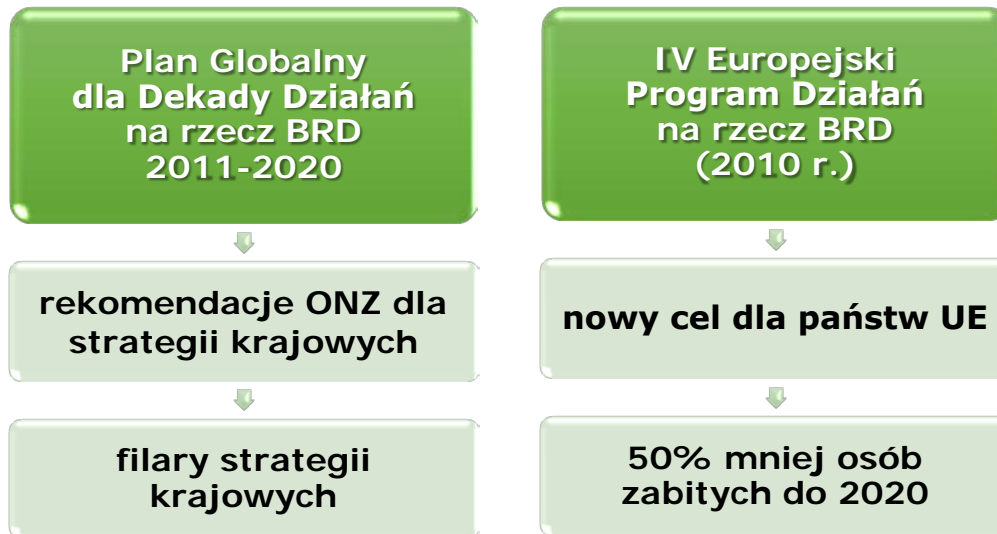 Plan Globalny
dla Dekady Działań
na rzecz BRD
2011-2020
rekomendacje ONZ dla
strategii krajowych
filary strategii
krajowych
IV Europejski
Program Działań
na rzecz BRD
(2010 r.)
nowy cel dla państw UE
50% mniej osób
zabitych do 2020